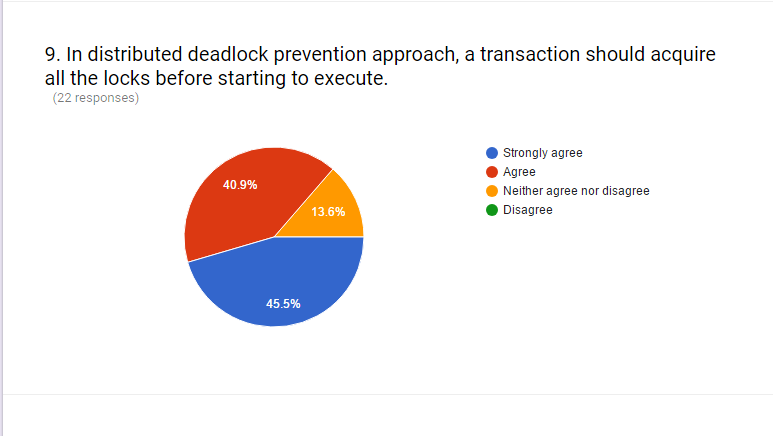 9. In distributed deadlock prevention approach, a transaction should acquire
all the locks before starting to execute.
(22 responses)
40.9%
13.6%
45.5%
Strongly agree
Agree
Neither agree nor disagree
Disagree